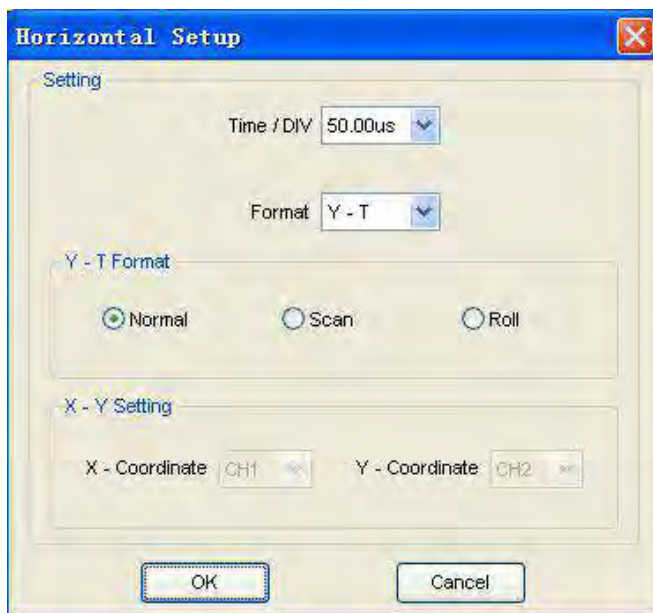 Horizontal Setup
Setting
Time / DIV 50.00us
Format Y - T
Y - T Format
Normal Scan Roll
X - Y Setting
X - Coordinate CH1 Y - Coordinate CH2
OK Cancel